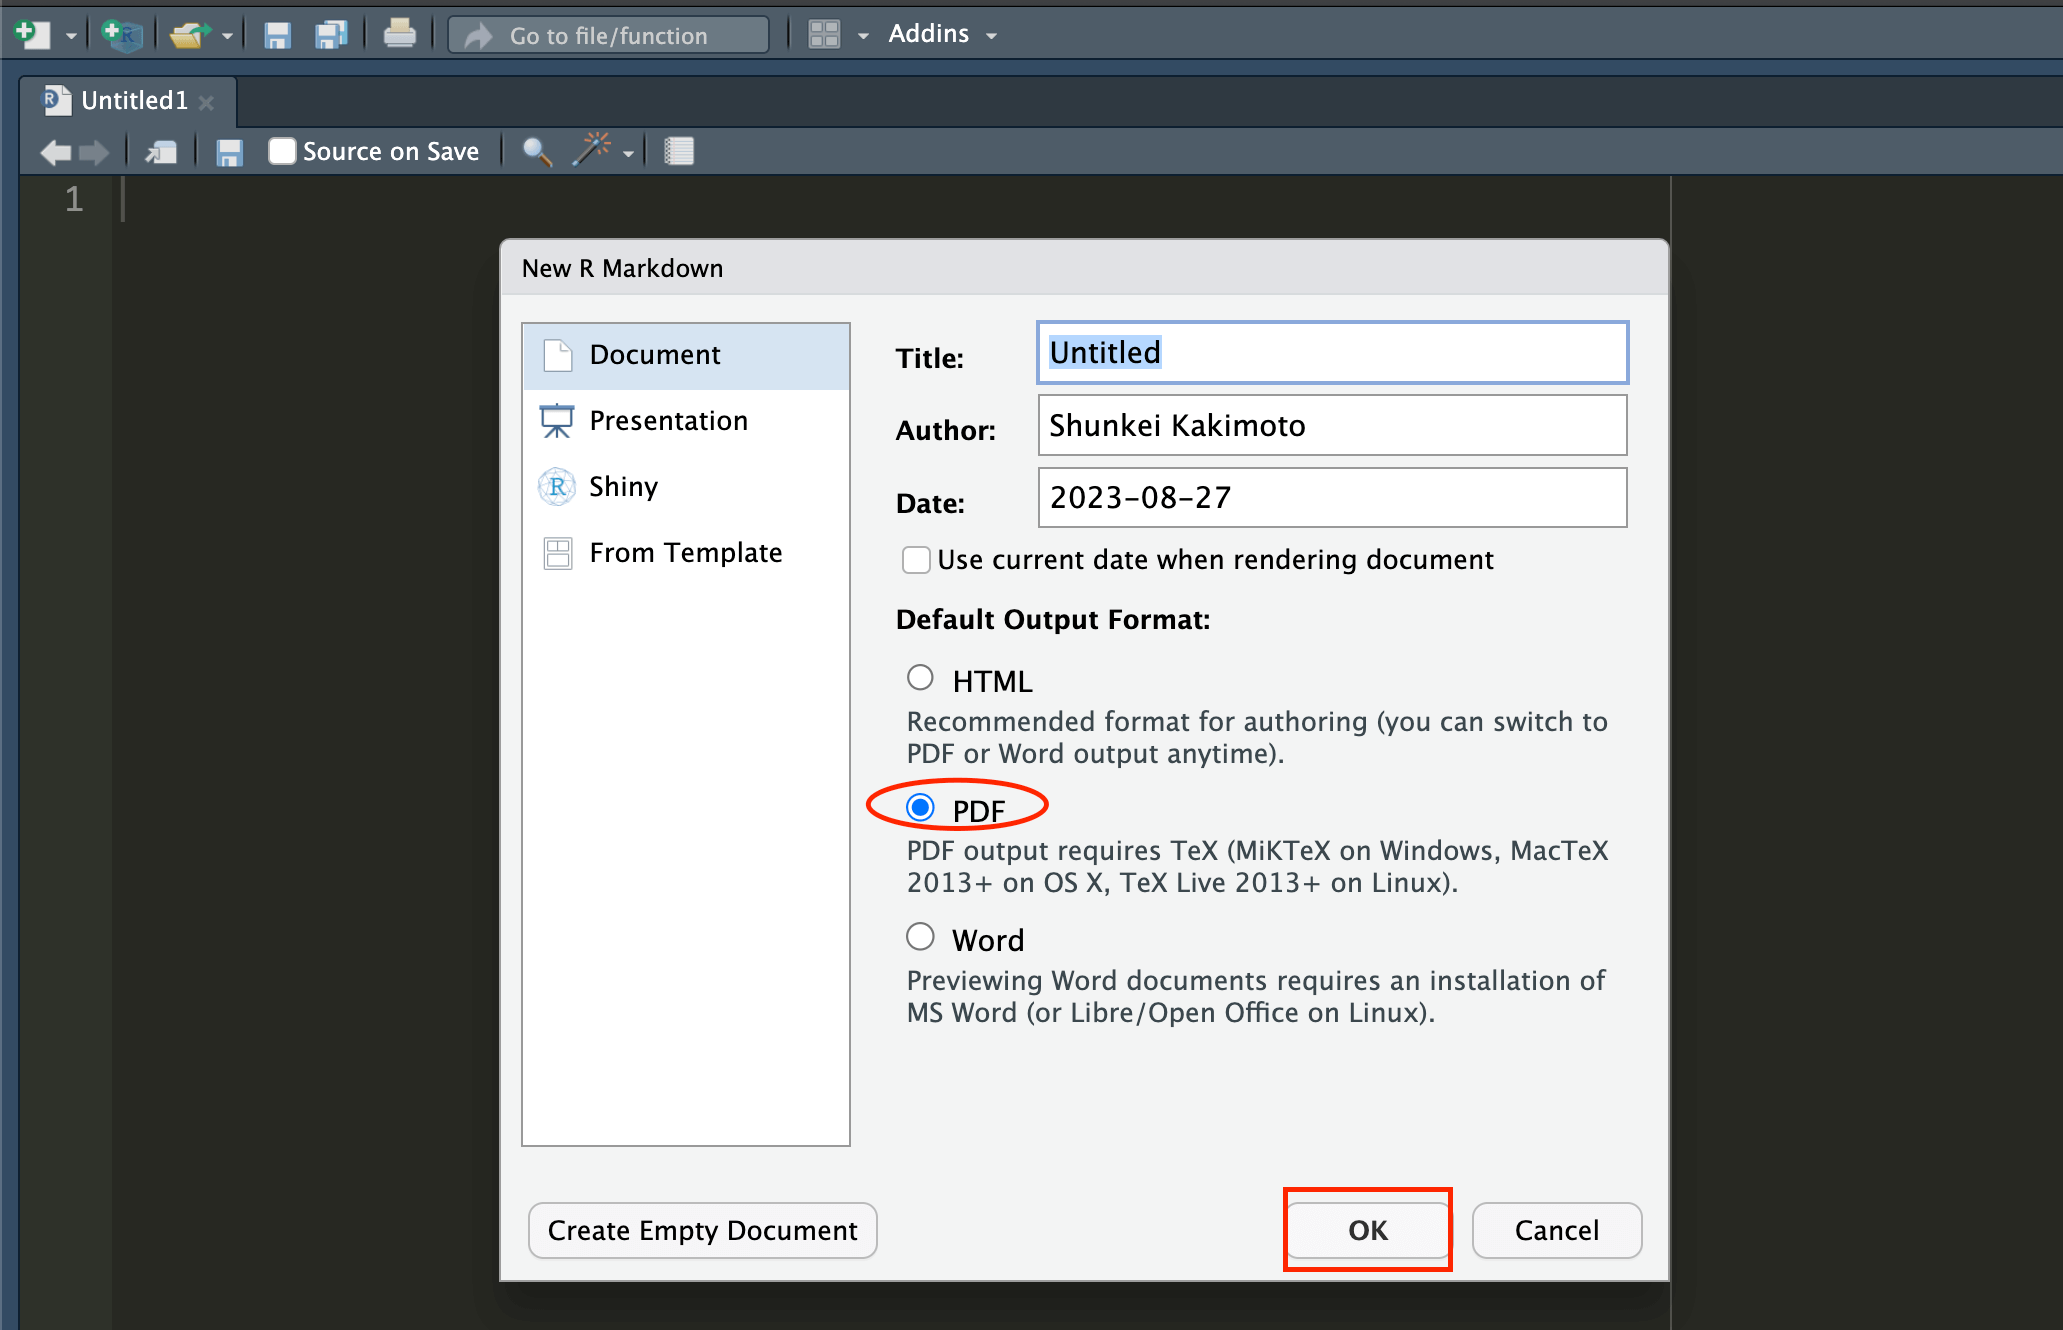 Go to file/function
Addins
Untitled1
Source on Save
1
New R Markdown
Document
Presentation
Shiny
From Template
Title: Untitled
Author: Shunkei Kakimoto
Date: 2023-08-27
Use current date when rendering document
Default Output Format:
HTML
Recommended format for authoring (you can switch to
PDF or Word output anytime).
PDF
PDF output requires TeX (MiKTeX on Windows, MacTeX
2013+ on OS X, TeX Live 2013+ on Linux).
Word
Previewing Word documents requires an installation of
MS Word (or Libre/Open Office on Linux).
Create Empty Document
OK
Cancel